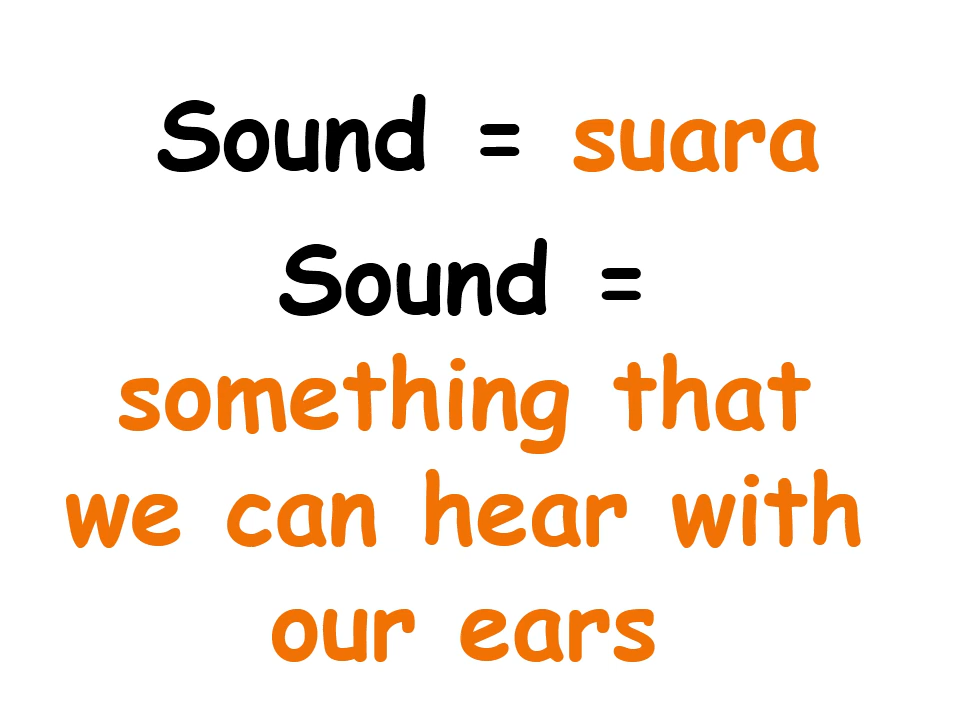 Sound = suara
Sound =
something that
we can hear with
our ears